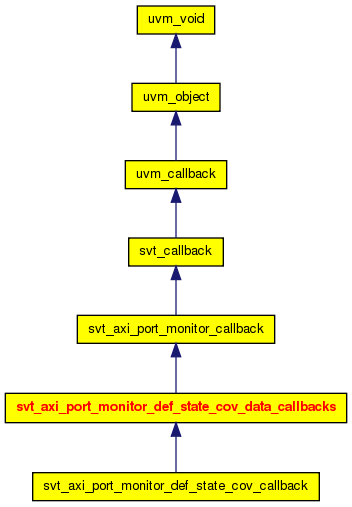 uvm_void
uvm_object
uvm_callback
svt_callback
svt_axi_port_monitor_callback
svt_axi_port_monitor_def_state_cov_data_callbacks
svt_axi_port_monitor_def_state_cov_callback